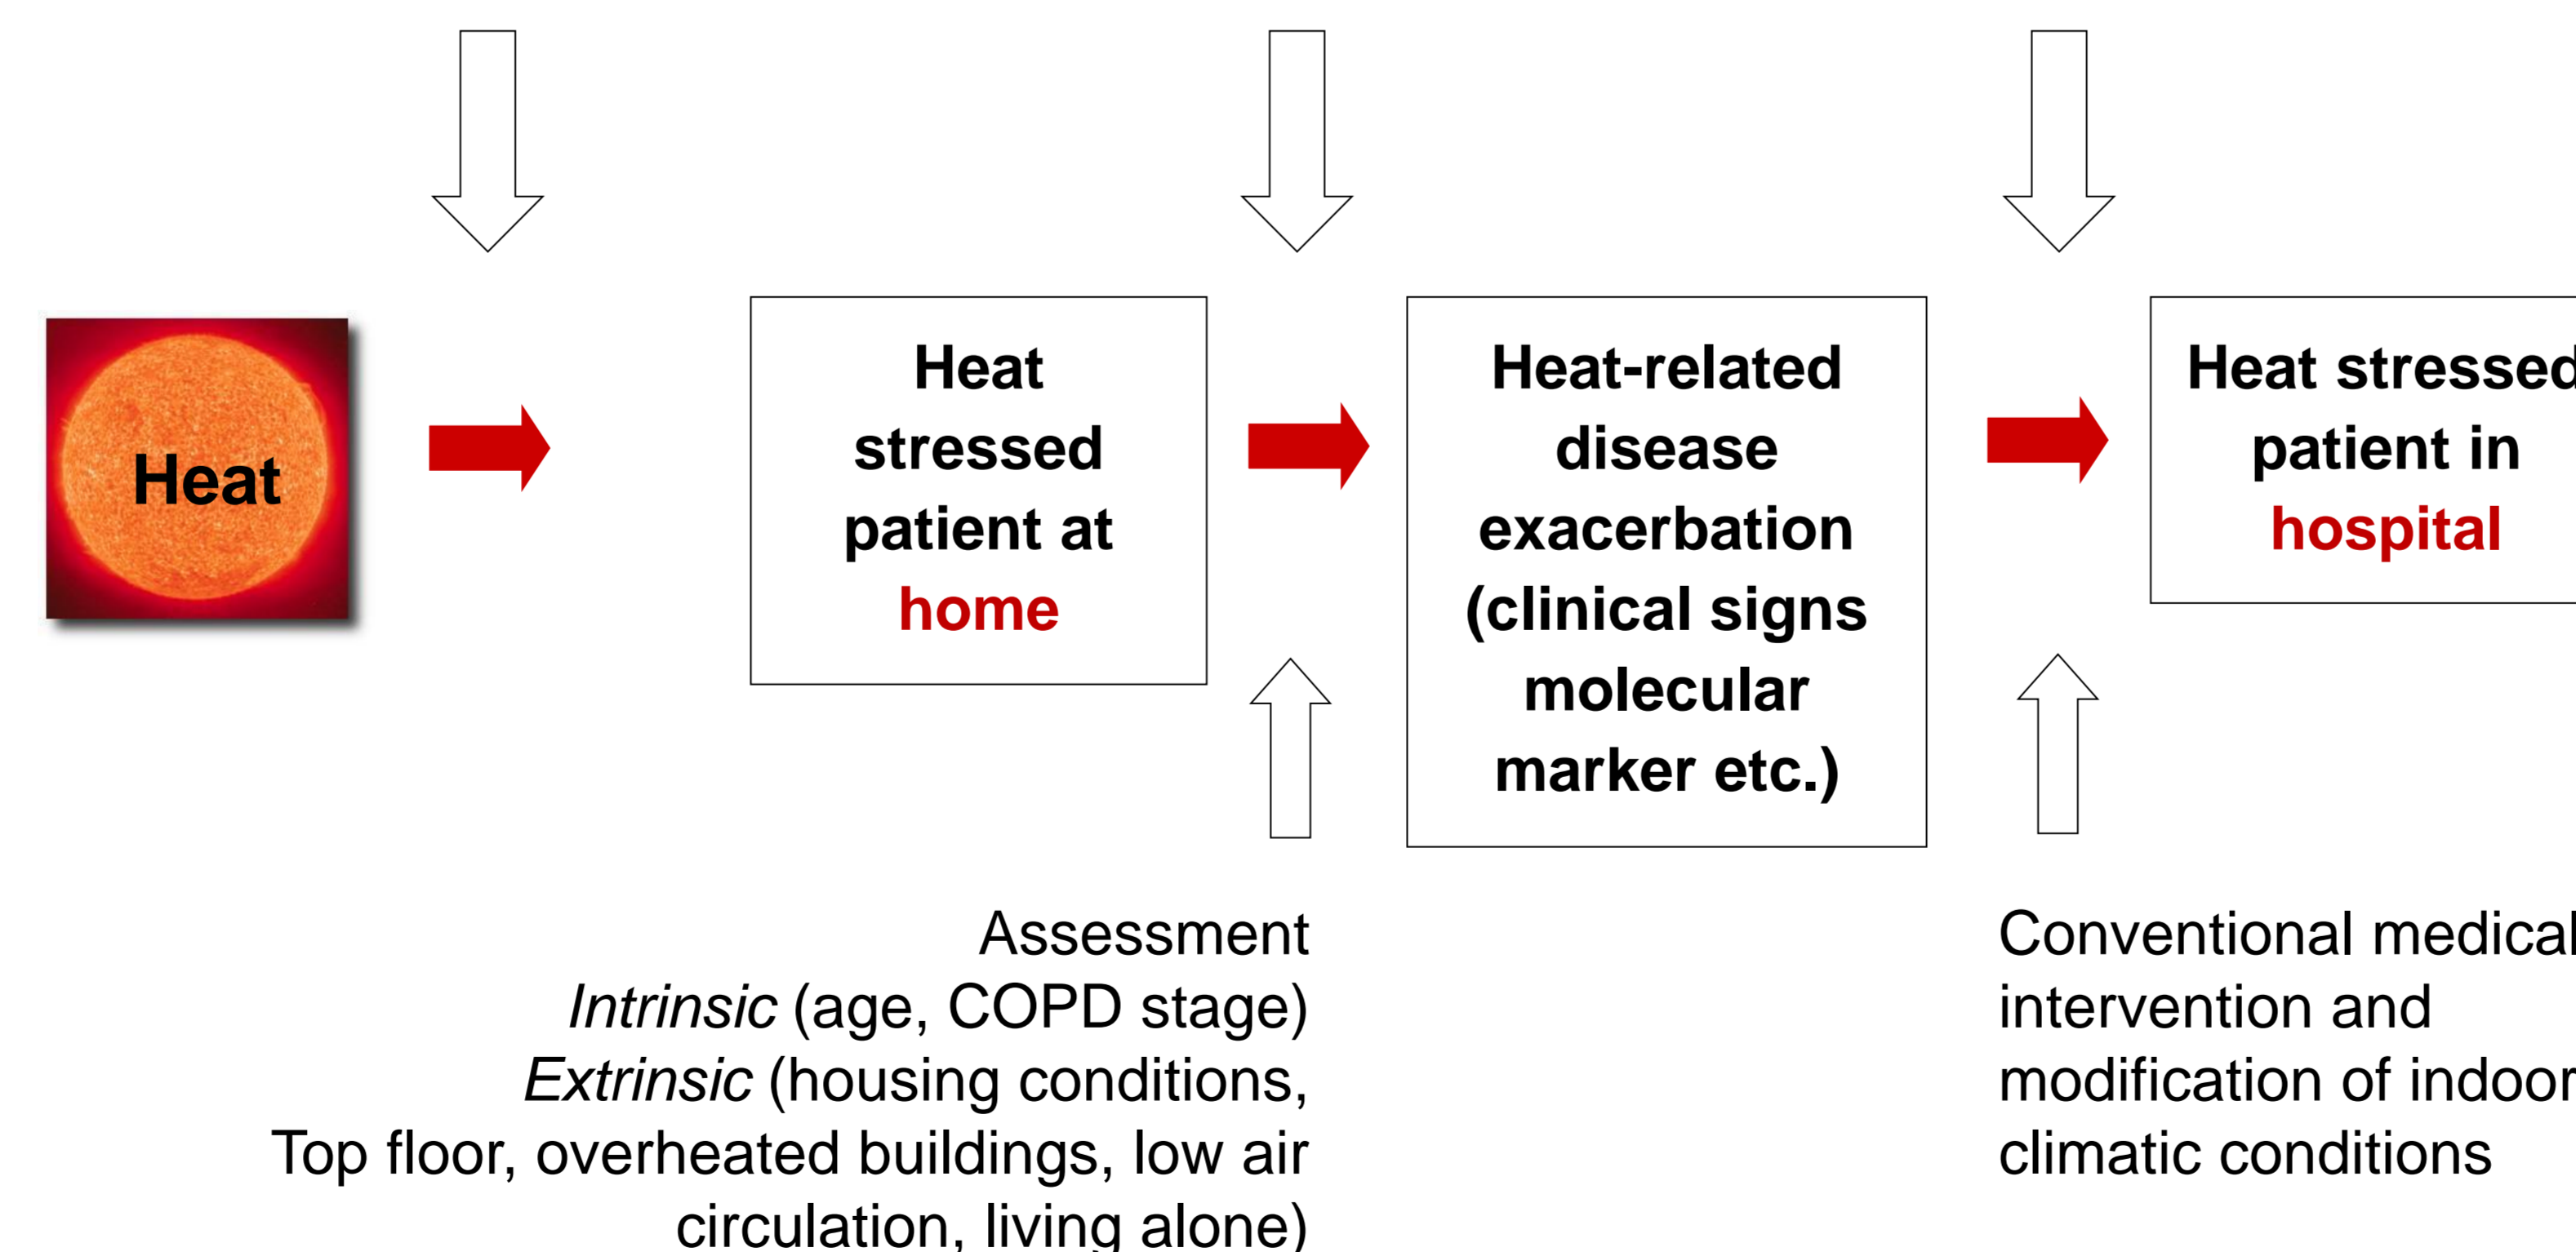 Heat
Heat
stressed
patient at
home
Heat-related
disease
exacerbation
(clinical signs
molecular
marker etc.)
Heat stressed
patient in
hospital
Assessment
Intrinsic (age, COPD stage)
Extrinsic (housing conditions,
Top floor, overheated buildings, low air
circulation, living alone)
Conventional medical
intervention and
modification of indoor
climatic conditions